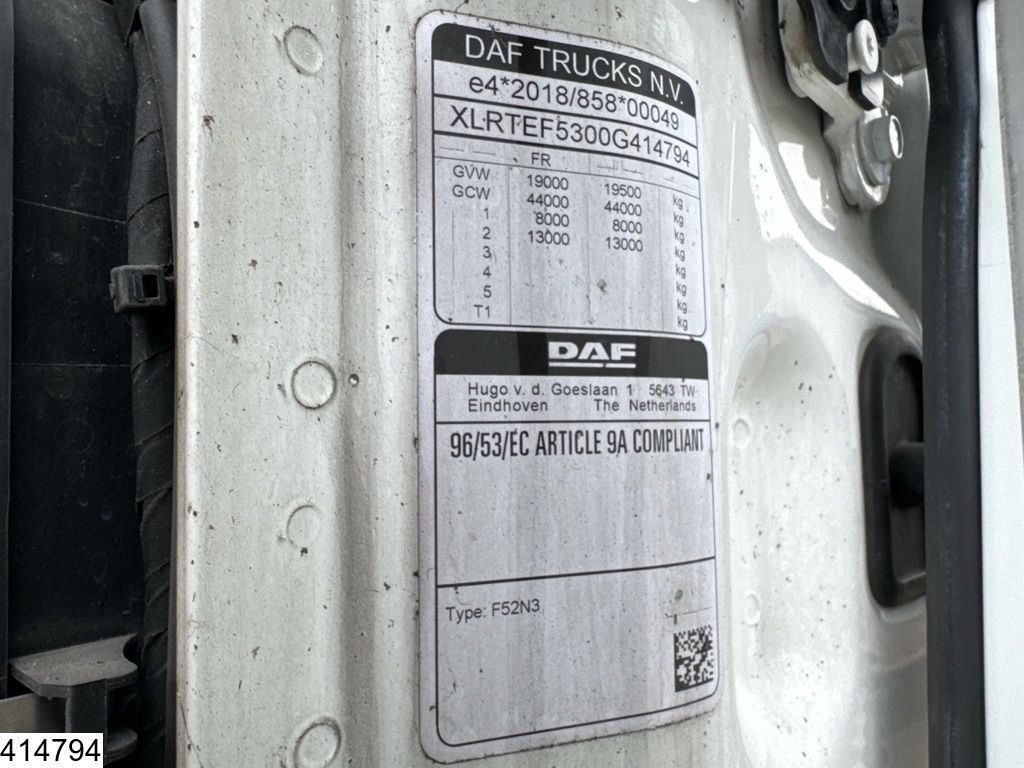 DAF TRUCKS N.V.
e4*2018/858*00049
XLRTEF5300G414794
FR
GVW 19000 19500 kg
GCW 44000 44000 kg
1 8000 8000 kg
2 13000 13000 kg
3 kg
4 kg
5 kg
T1 kg
DAF
Hugo v. d. Goeslaan 1 5643 TW
Eindhoven The Netherlands
96/53/EC ARTICLE 9A COMPLIANT
Type: F52N3
414794